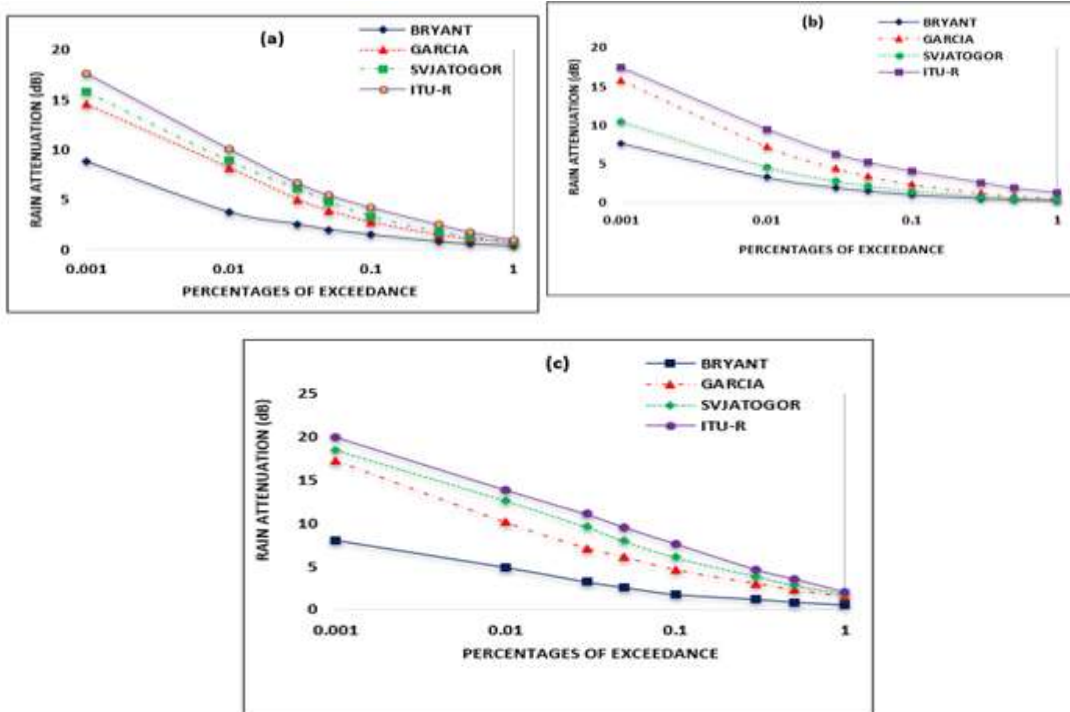 (a)
BRYANT
GARCIA
SVJATOGOR
ITU-R
RAIN ATTENUATION (dB)
20
15
10
5
0
0.001 0.01 0.1 1
PERCENTAGES OF EXCEEDANCE
(b)
BRYANT
GARCIA
SVJATOGOR
ITU-R
RAIN ATTENUATION (dB)
20
15
10
5
0
0.001 0.01 0.1 1
PERCENTAGES OF EXCEEDANCE
(c)
BRYANT
GARCIA
SVJATOGOR
ITU-R
RAIN ATTENUATION (dB)
25
20
15
10
5
0
0.001 0.01 0.1 1
PERCENTAGES OF EXCEEDANCE